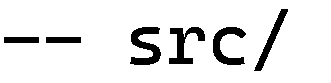 -- src/